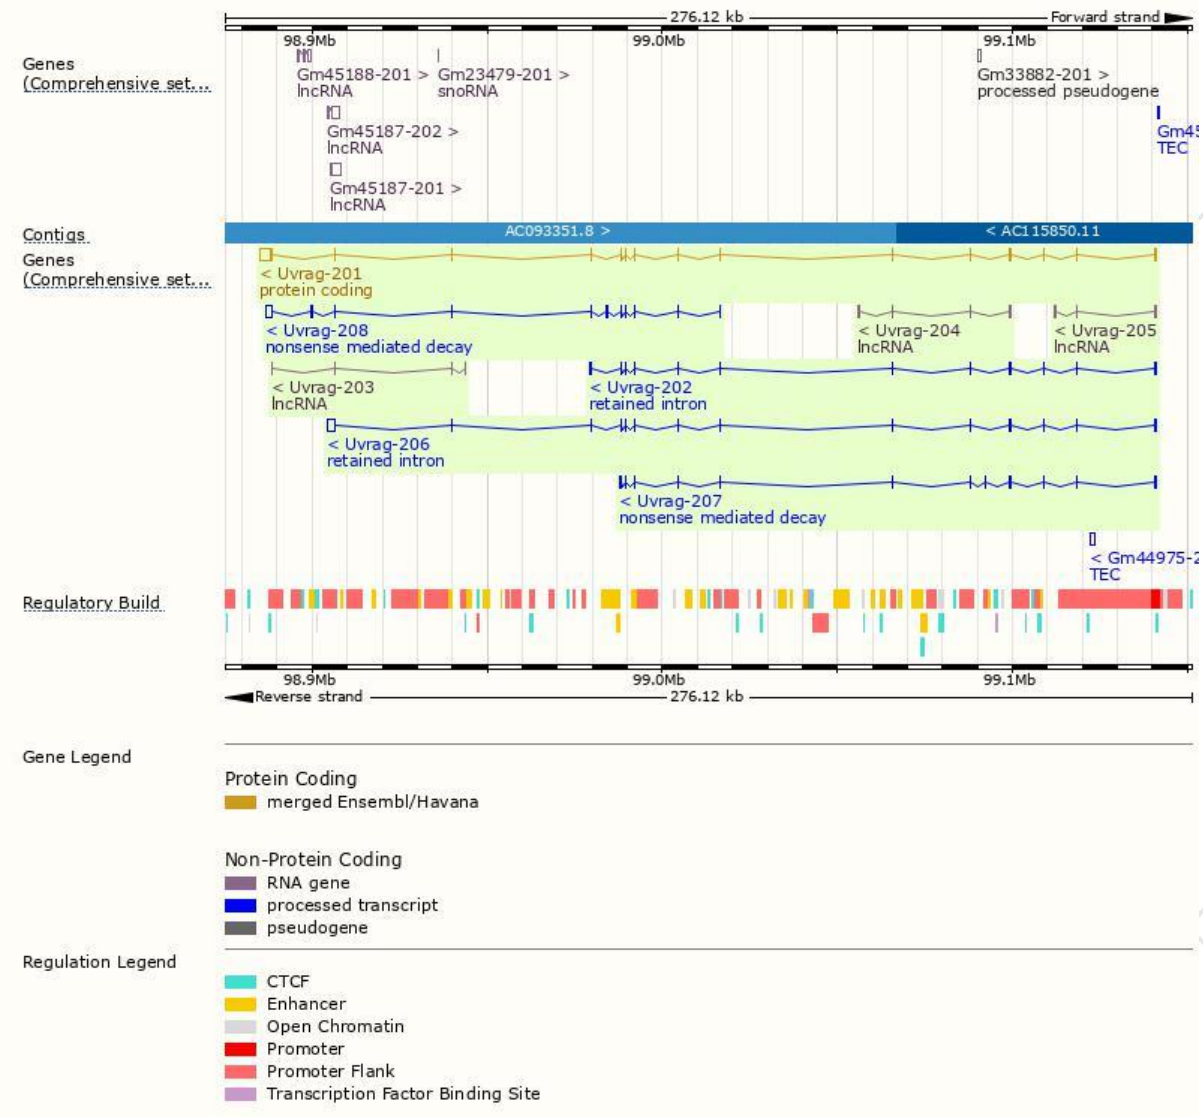 276.12 kb Forward strand
98.9Mb 99.0Mb 99.1Mb
Genes
(Comprehensive set...
Gm45188-201 > Gm23479-201 > Gm33882-201 >
lncRNA snoRNA processed pseudogene
Gm45187-202 > Gm45
lncRNA TEC
Gm45187-201 >
lncRNA
Contigs AC093351.8 > < AC115850.11
Genes
(Comprehensive set...
< Uvrag-201
protein coding
< Uvrag-208 < Uvrag-204 < Uvrag-205
nonsense mediated decay lncRNA lncRNA
< Uvrag-203 < Uvrag-202
lncRNA retained intron
< Uvrag-206
retained intron
< Uvrag-207
nonsense mediated decay
< Gm44975-2
TEC
Regulatory Build
98.9Mb 99.0Mb 99.1Mb
Reverse strand 276.12 kb
Gene Legend
Protein Coding
merged Ensembl/Havana
Non-Protein Coding
RNA gene
processed transcript
pseudogene
Regulation Legend
CTCF
Enhancer
Open Chromatin
Promoter
Promoter Flank
Transcription Factor Binding Site